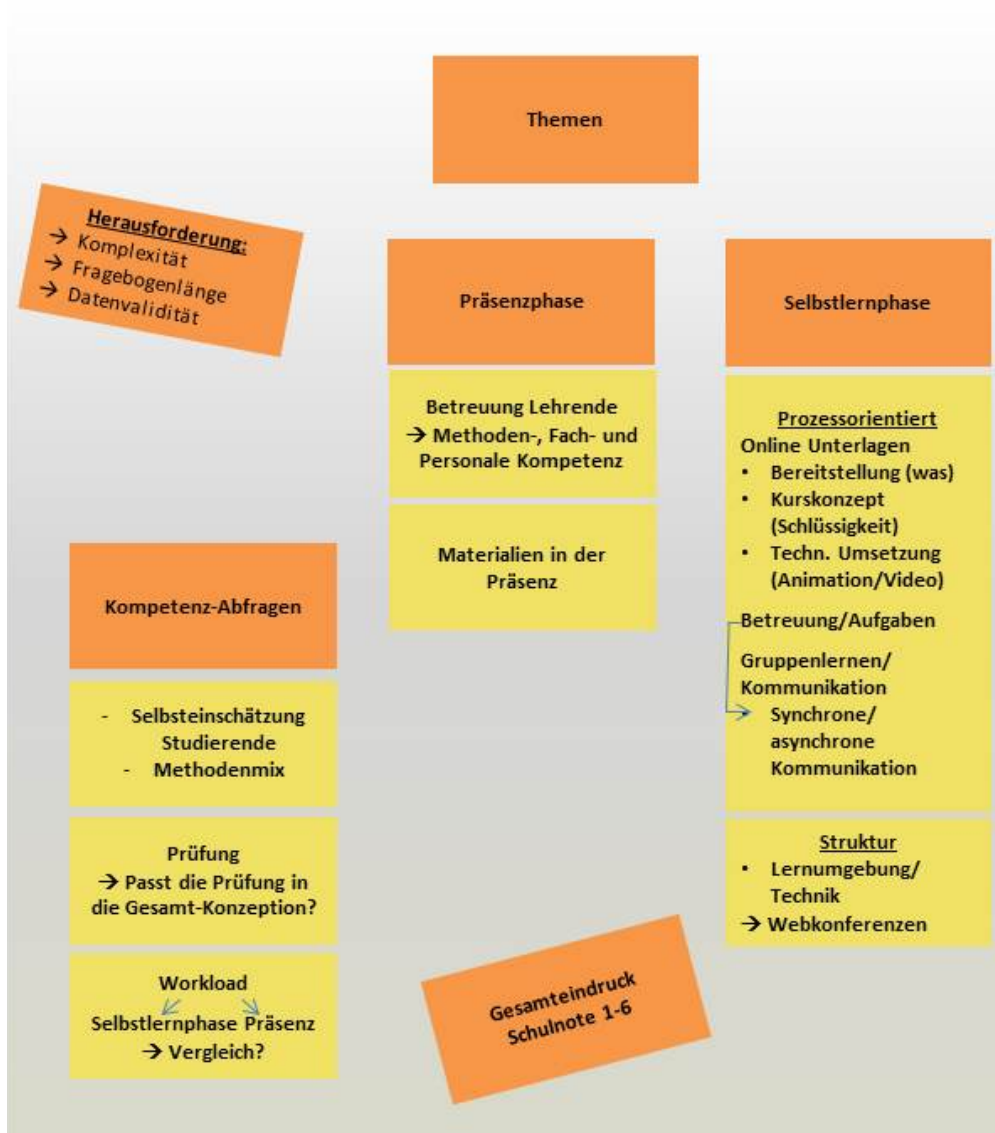 Themen
Herausforderung:
→ Komplexität
→ Fragebogenlänge
→ Datenvalidität
Präsenzphase
Betreuung Lehrende
→ Methoden-, Fach- und
Personale Kompetenz
Materialien in der
Präsenz
Selbstlernphase
Prozessorientiert
Online Unterlagen
• Bereitstellung (was)
• Kurskonzept
(Schlüssigkeit)
• Techn. Umsetzung
(Animation/Video)
Betreuung/Aufgaben
Gruppenlernen/
Kommunikation
Synchrone/
asynchrone
Kommunikation
Struktur
• Lernumgebung/
Technik
→ Webkonferenzen
Kompetenz-Abfragen
- Selbsteinschätzung
Studierende
- Methodenmix
Prüfung
→ Passt die Prüfung in
die Gesamt-Konzeption?
Workload
Selbstlernphase Präsenz
→ Vergleich?
Gesamteindruck
Schulnote 1-6